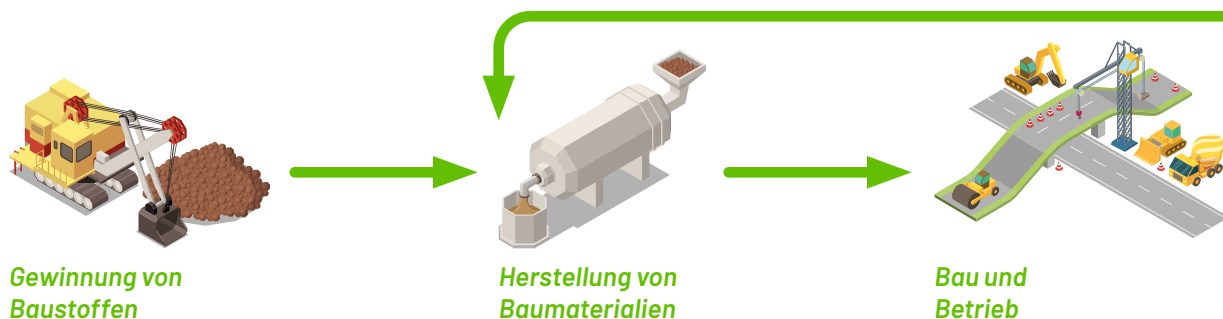 Gewinnung von
Baustoffen
Herstellung von
Baumaterialien
Bau und
Betrieb